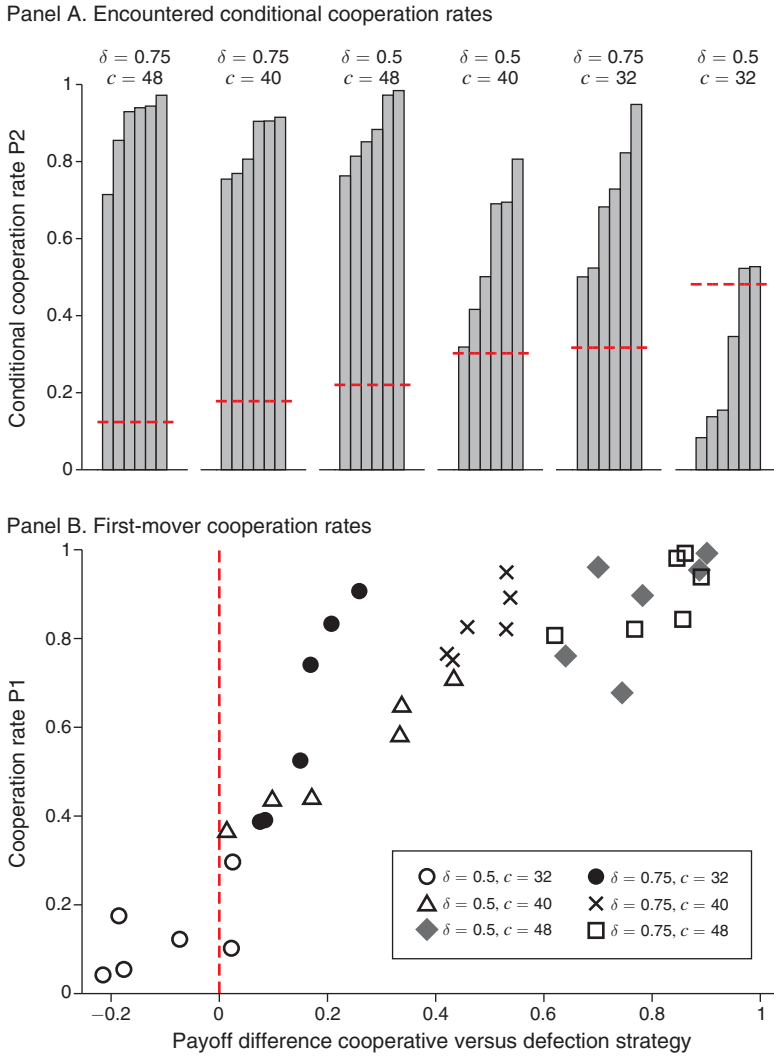 Panel A. Encountered conditional cooperation rates
δ = 0.75 δ = 0.75 δ = 0.5 δ = 0.5 δ = 0.75 δ = 0.5
c = 48 c = 40 c = 48 c = 40 c = 32 c = 32
Conditional cooperation rate P2
1
0.8
0.6
0.4
0.2
0
Panel B. First-mover cooperation rates
Cooperation rate P1
1
0.8
0.6
0.4
0.2
0
δ = 0.5, c = 32 δ = 0.75, c = 32
δ = 0.5, c = 40 δ = 0.75, c = 40
δ = 0.5, c = 48 δ = 0.75, c = 48
−0.2 0 0.2 0.4 0.6 0.8 1
Payoff difference cooperative versus defection strategy